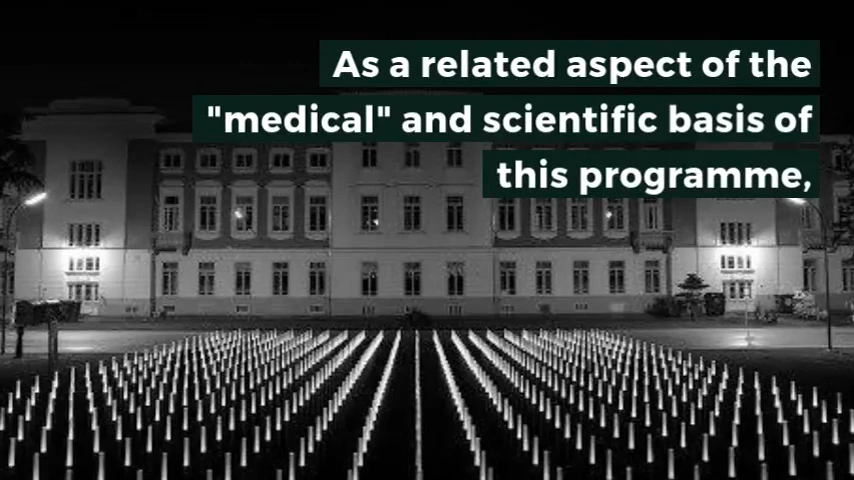 As a related aspect of the
"medical" and scientific basis of
this programme,